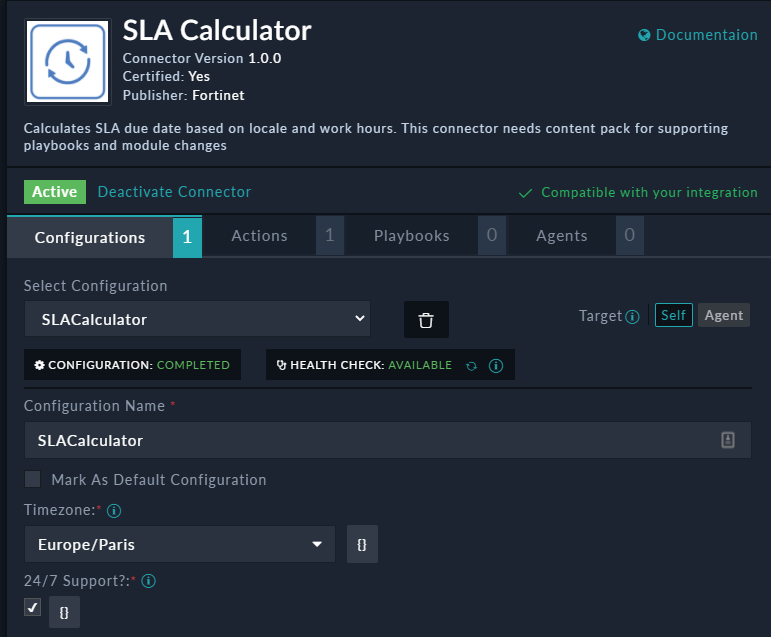 SLA Calculator
Documentaion
Connector Version 1.0.0
Certified: Yes
Publisher: Fortinet
Calculates SLA due date based on locale and work hours. This connector needs content pack for supporting
playbooks and module changes
Active Deactivate Connector
Compatible with your integration
Configurations 1 Actions 1 Playbooks 0 Agents 0
Select Configuration
SLACalculator
Target Self Agent
CONFIGURATION: COMPLETED
HEALTH CHECK: AVAILABLE
Configuration Name *
SLACalculator
Mark As Default Configuration
Timezone:*
Europe/Paris {}
24/7 Support?:*
{}